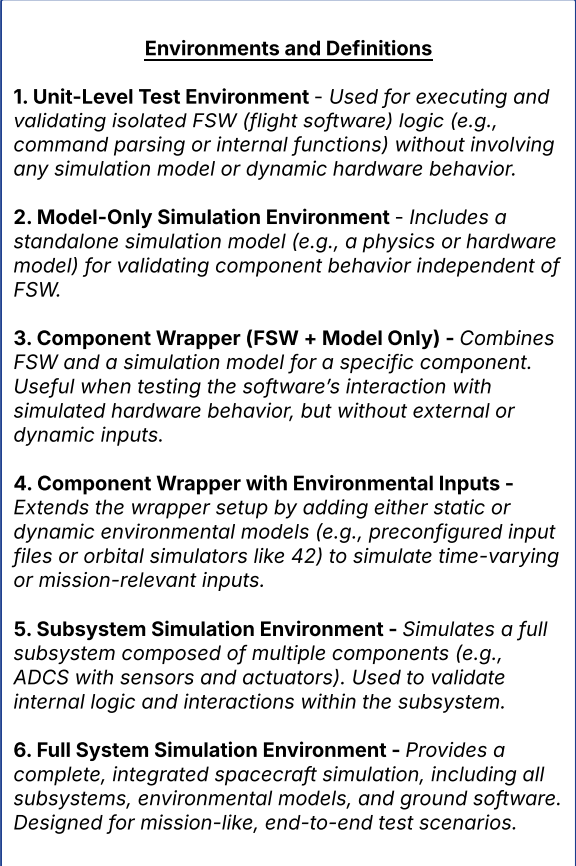 Environments and Definitions
1. Unit-Level Test Environment - Used for executing and
validating isolated FSW (flight software) logic (e.g.,
command parsing or internal functions) without involving
any simulation model or dynamic hardware behavior.
2. Model-Only Simulation Environment - Includes a
standalone simulation model (e.g., a physics or hardware
model) for validating component behavior independent of
FSW.
3. Component Wrapper (FSW + Model Only) - Combines
FSW and a simulation model for a specific component.
Useful when testing the software’s interaction with
simulated hardware behavior, but without external or
dynamic inputs.
4. Component Wrapper with Environmental Inputs -
Extends the wrapper setup by adding either static or
dynamic environmental models (e.g., preconfigured input
files or orbital simulators like 42) to simulate time-varying
or mission-relevant inputs.
5. Subsystem Simulation Environment - Simulates a full
subsystem composed of multiple components (e.g.,
ADCS with sensors and actuators). Used to validate
internal logic and interactions within the subsystem.
6. Full System Simulation Environment - Provides a
complete, integrated spacecraft simulation, including all
subsystems, environmental models, and ground software.
Designed for mission-like, end-to-end test scenarios.